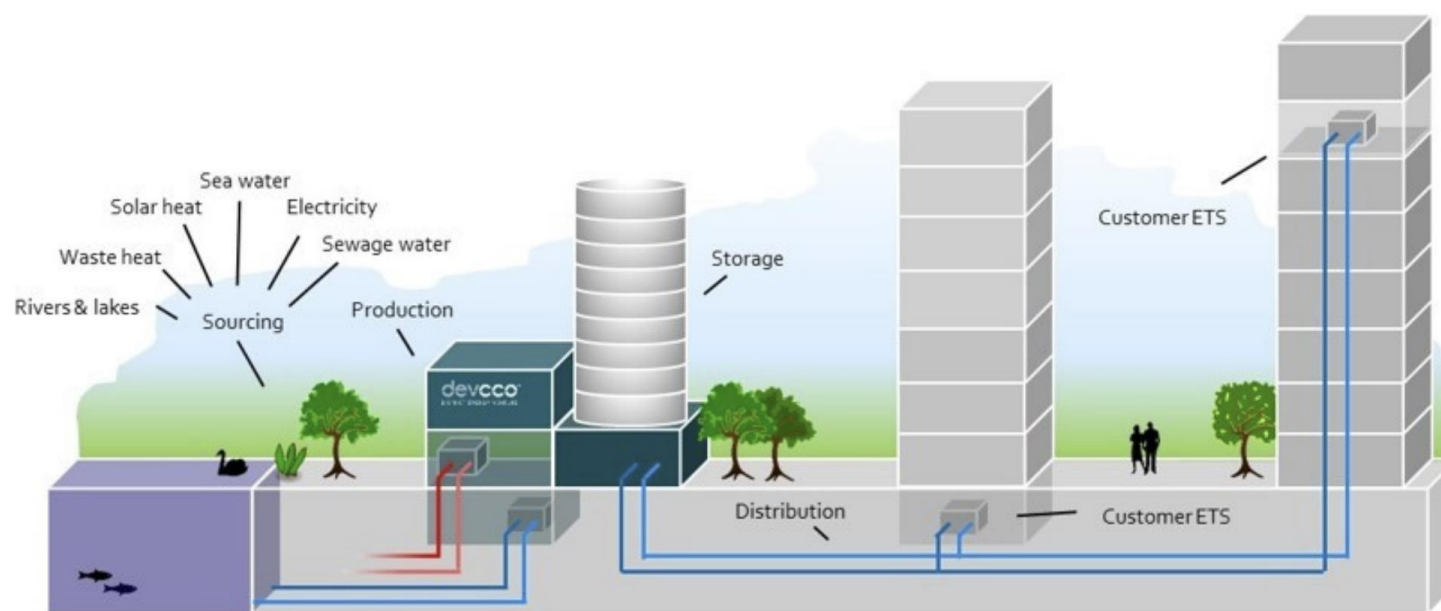 Sea water
Solar heat
Electricity
Waste heat
Sewage water
Rivers & lakes
Sourcing
Production
Storage
Customer ETS
devcco
Distribution
Customer ETS